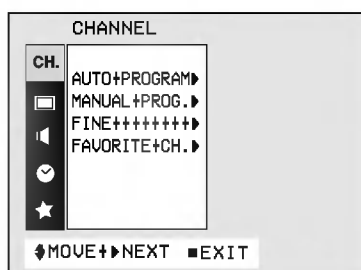 CHANNEL
CH.
AUTO+PROGRAM▶
MANUAL+PROG.▶
FINE++++++++▶
FAVORITE+CH.▶
◆MOVE+▶NEXT ■EXIT